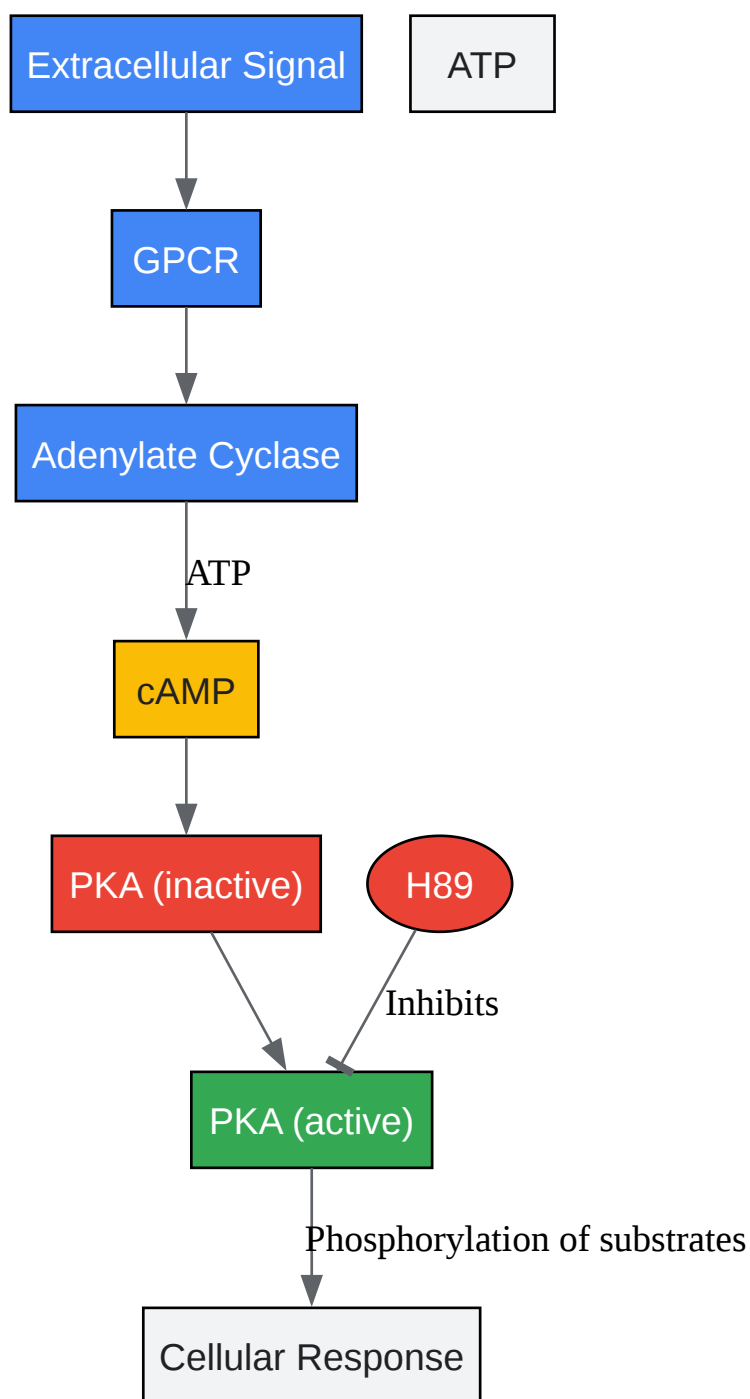 Extracellular Signal
ATP
GPCR
Adenylate Cyclase
ATP
cAMP
PKA (inactive)
H89
Inhibits
PKA (active)
Phosphorylation of substrates
Cellular Response